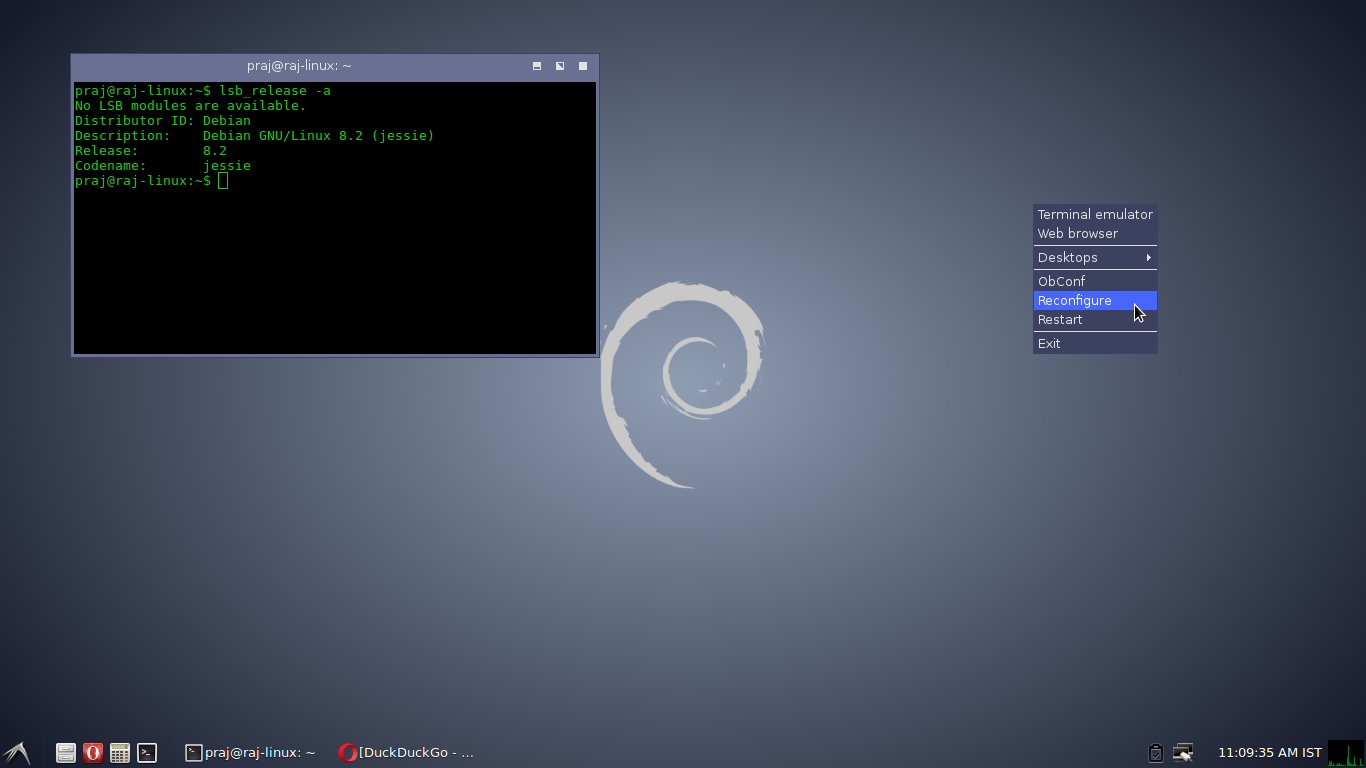 praj@raj-linux: ~
praj@raj-linux:~$ lsb_release -a
No LSB modules are available.
Distributor ID: Debian
Description:    Debian GNU/Linux 8.2 (jessie)
Release:        8.2
Codename:       jessie
praj@raj-linux:~$
Terminal emulator
Web browser
Desktops
ObConf
Reconfigure
Restart
Exit
praj@raj-linux: ~
[DuckDuckGo - ...
11:09:35 AM IST